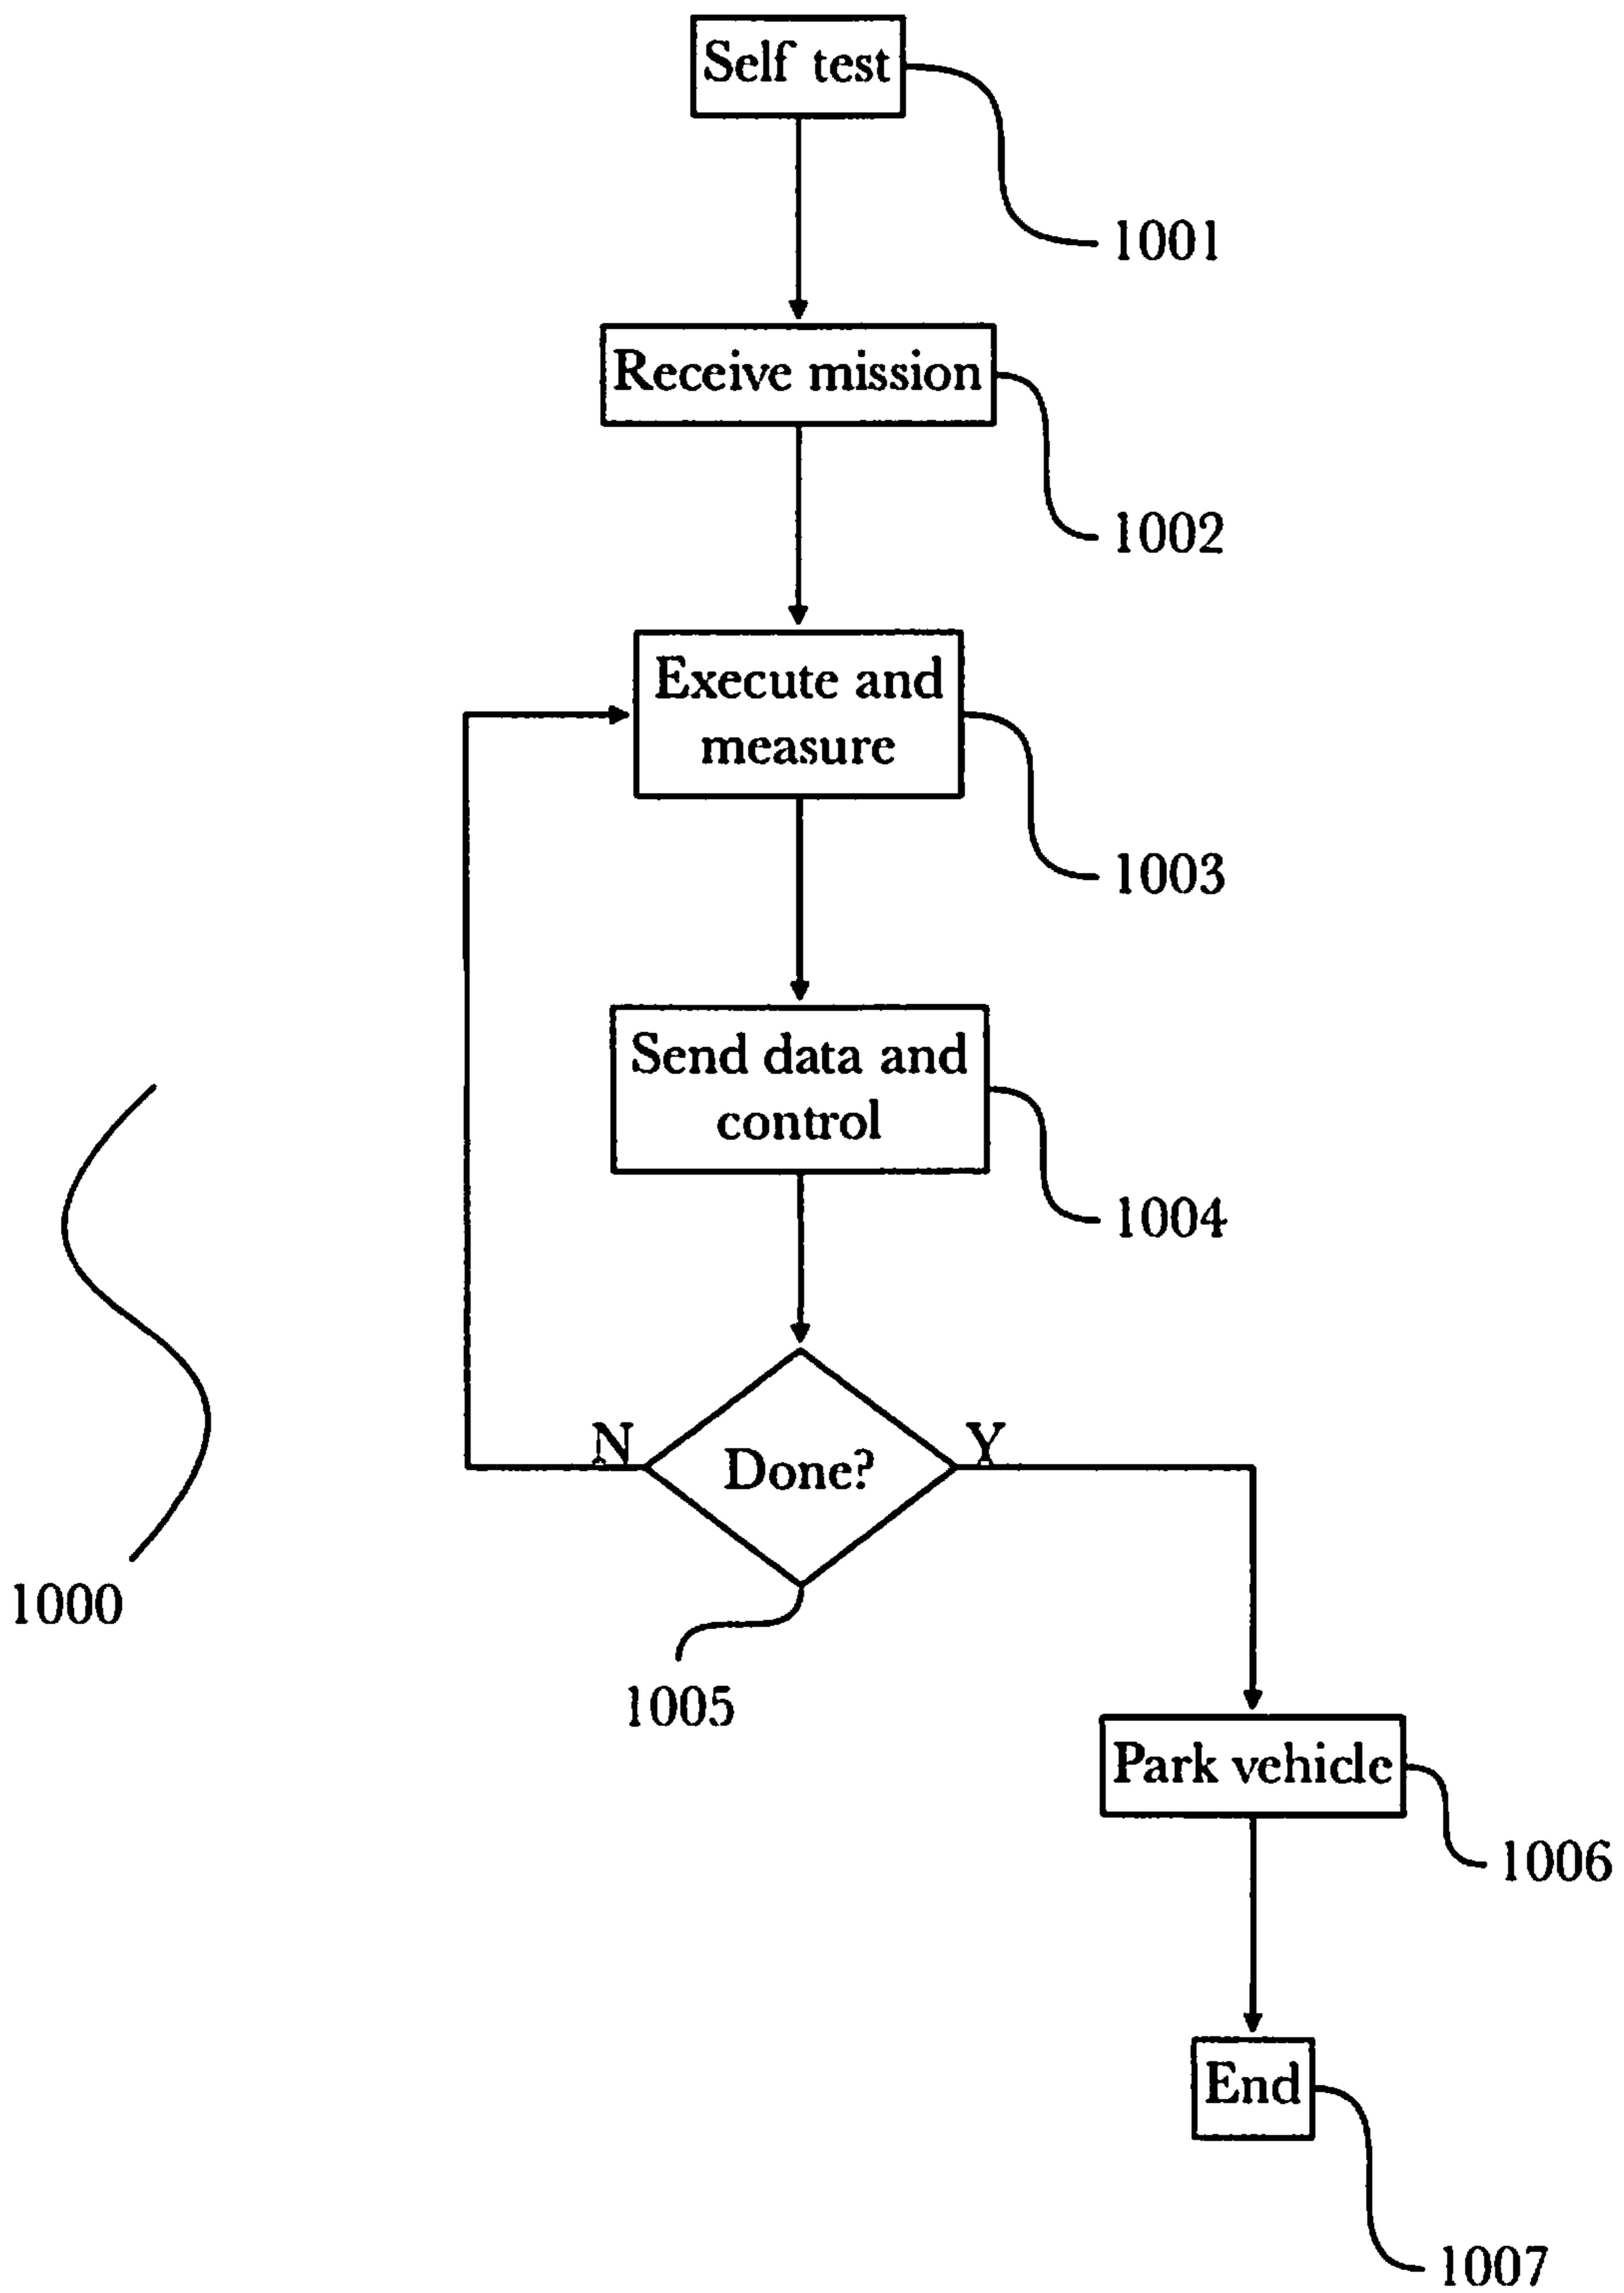 Self test
1001
Receive mission
1002
Execute and
measure
1003
Send data and
control
1004
N
Y
Done?
1000
1005
Park vehicle
1006
End
1007